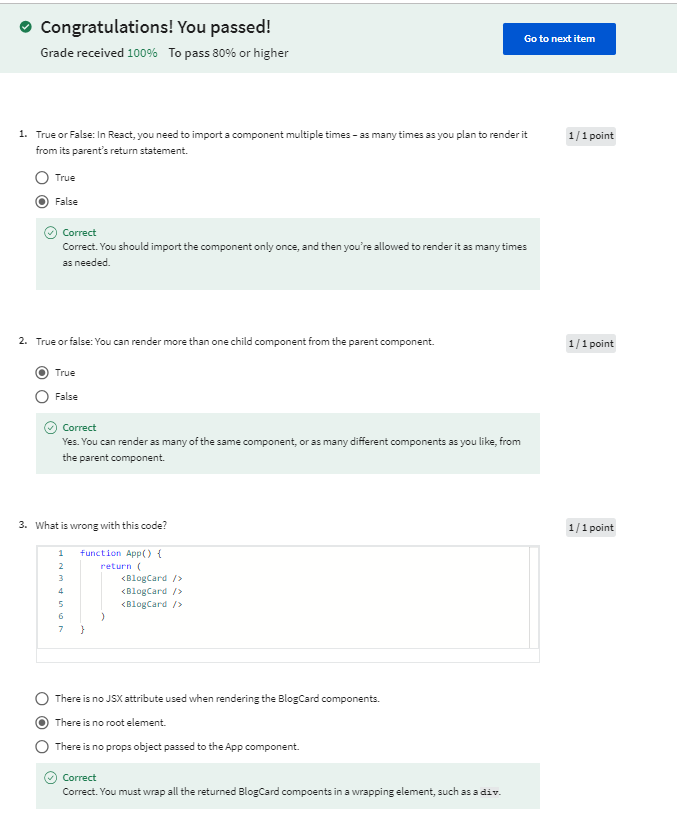 Congratulations! You passed!
Grade received 100% To pass 80% or higher
Go to next item
1. True or False: In React, you need to import a component multiple times – as many times as you plan to render it
from its parent's return statement.
1 / 1 point
True
False
Correct
Correct. You should import the component only once, and then you're allowed to render it as many times
as needed.
2. True or false: You can render more than one child component from the parent component.
1 / 1 point
True
False
Correct
Yes. You can render as many of the same component, or as many different components as you like, from
the parent component.
3. What is wrong with this code?
1 / 1 point
1 function App() {
2 return (
3 <BlogCard />
4 <BlogCard />
5 <BlogCard />
6 )
7 }
There is no JSX attribute used when rendering the BlogCard components.
There is no root element.
There is no props object passed to the App component.
Correct
Correct. You must wrap all the returned BlogCard compoents in a wrapping element, such as a div.